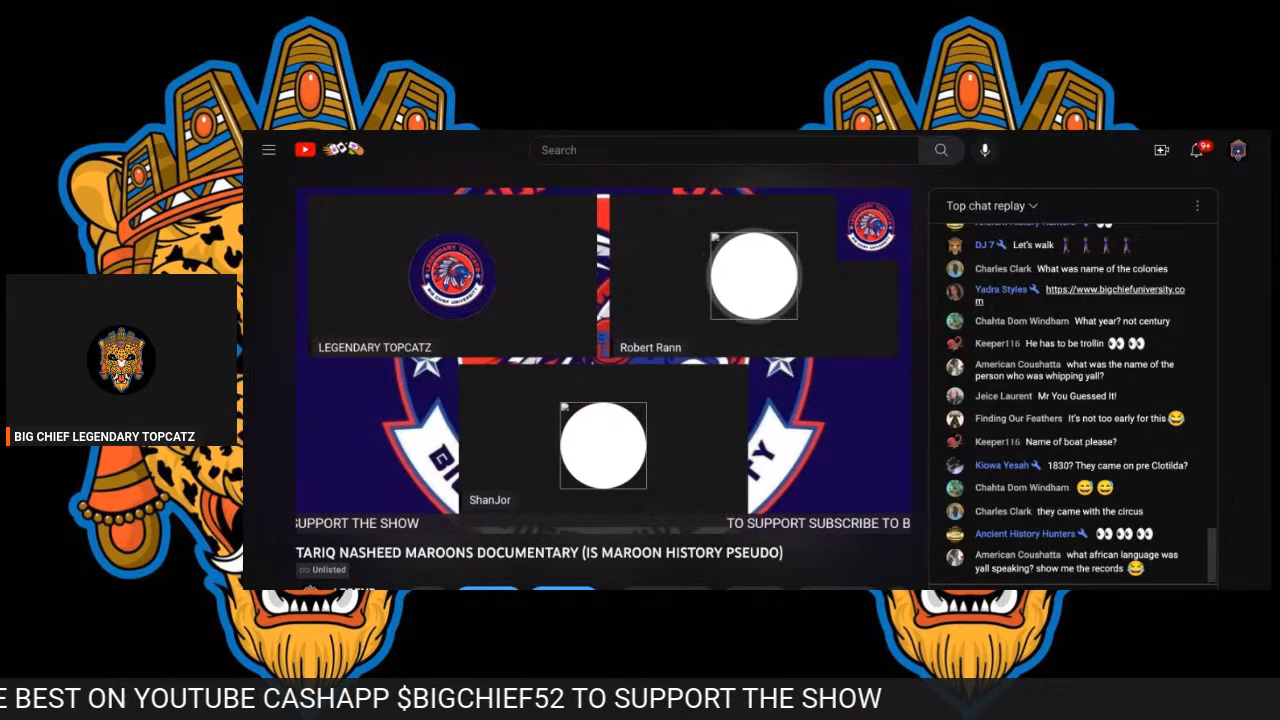 Search
9+
Top chat replay
DJ 7 Let's walk
Charles Clark What was name of the colonies
Yadra Styles https://www.bigchiefuniversity.co
m
Chahta Dom Windham What year? not century
Keeper116 He has to be trollin
American Coushatta what was the name of the
person who was whipping yall?
Jeice Laurent Mr You Guessed It!
Finding Our Feathers It's not too early for this
Keeper116 Name of boat please?
Kiowa Yesah 1830? They came on pre Clotilda?
Chahta Dom Windham
Charles Clark they came with the circus
Ancient History Hunters
American Coushatta what african language was
yall speaking? show me the records
LEGENDARY TOPCATZ
BIG CHIEF UNIVERSITY
LEGENDARY TOPCATZ
Robert Rann
ShanJor
SUPPORT THE SHOW
TO SUPPORT SUBSCRIBE TO B
TARIQ NASHEED MAROONS DOCUMENTARY (IS MAROON HISTORY PSEUDO)
Unlisted
BIG CHIEF LEGENDARY TOPCATZ
E BEST ON YOUTUBE CASHAPP $BIGCHIEF52 TO SUPPORT THE SHOW